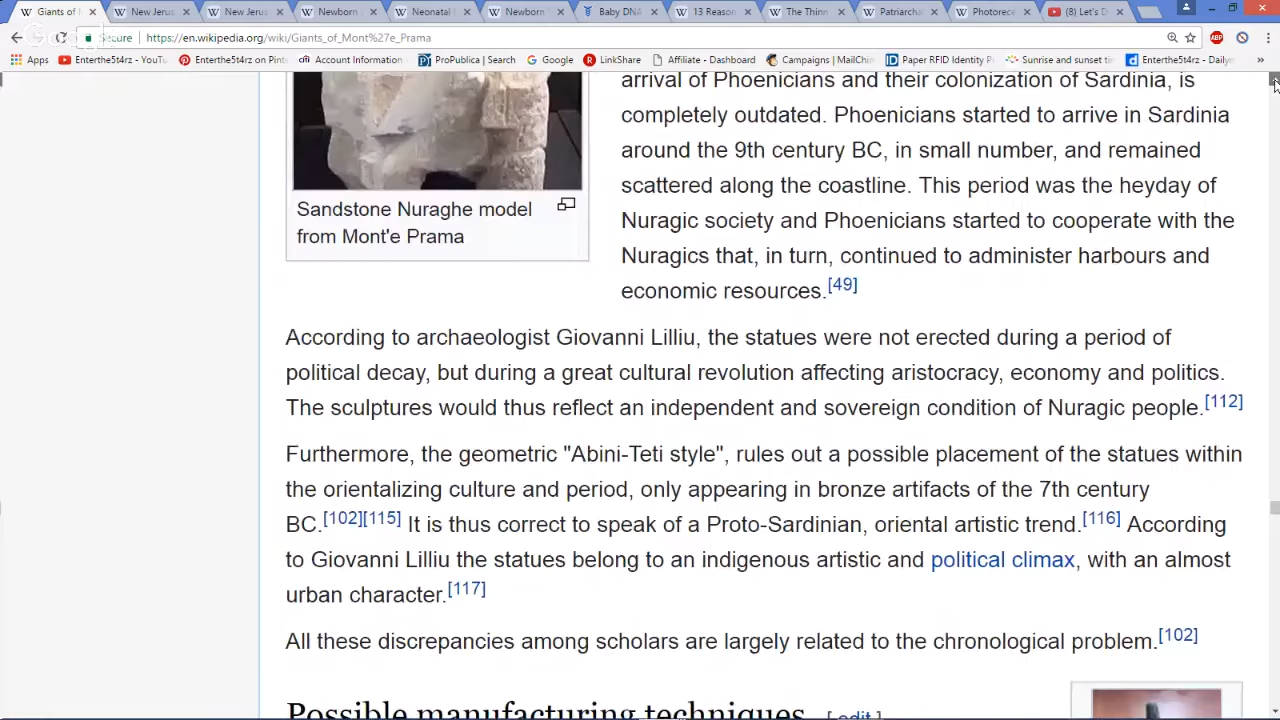 Giants of M
New Jerus
New Jerus
Newborn
Neonatal
Newborn
Baby DNA
13 Reason
The Thinn
Patriarcha
Photorece
(8) Let's D
Secure
https://en.wikipedia.org/wiki/Giants_of_Mont%27e_Prama
ABP
Apps
Enterthe5t4rz - YouTu
Enterthe5t4rz on Pint
Account Information
ProPublica | Search
Google
LinkShare
Affiliate - Dashboard
Campaigns | MailChim
Paper RFID Identity P
Sunrise and sunset tim
Enterthe5t4rz - Daily
»
arrival of Phoenicians and their colonization of Sardinia, is
completely outdated. Phoenicians started to arrive in Sardinia
around the 9th century BC, in small number, and remained
scattered along the coastline. This period was the heyday of
Nuragic society and Phoenicians started to cooperate with the
Nuragics that, in turn, continued to administer harbours and
economic resources.[49]
Sandstone Nuraghe model
from Mont'e Prama
According to archaeologist Giovanni Lilliu, the statues were not erected during a period of
political decay, but during a great cultural revolution affecting aristocracy, economy and politics.
The sculptures would thus reflect an independent and sovereign condition of Nuragic people.[112]
Furthermore, the geometric "Abini-Teti style", rules out a possible placement of the statues within
the orientalizing culture and period, only appearing in bronze artifacts of the 7th century
BC.[102][115] It is thus correct to speak of a Proto-Sardinian, oriental artistic trend.[116] According
to Giovanni Lilliu the statues belong to an indigenous artistic and political climax, with an almost
urban character.[117]
All these discrepancies among scholars are largely related to the chronological problem.[102]
Possible manufacturing techniques [ edit ]